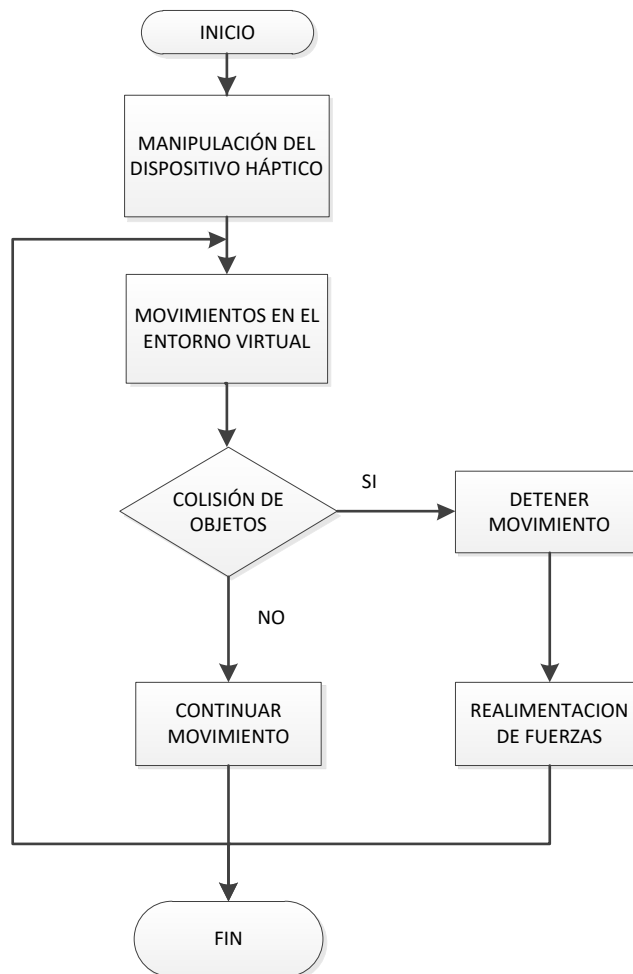 INICIO
MANIPULACIÓN DEL
DISPOSITIVO HÁPTICO
MOVIMIENTOS EN EL
ENTORNO VIRTUAL
COLISIÓN DE
OBJETOS
SI
DETENER
MOVIMIENTO
NO
CONTINUAR
MOVIMIENTO
REALIMENTACION
DE FUERZAS
FIN